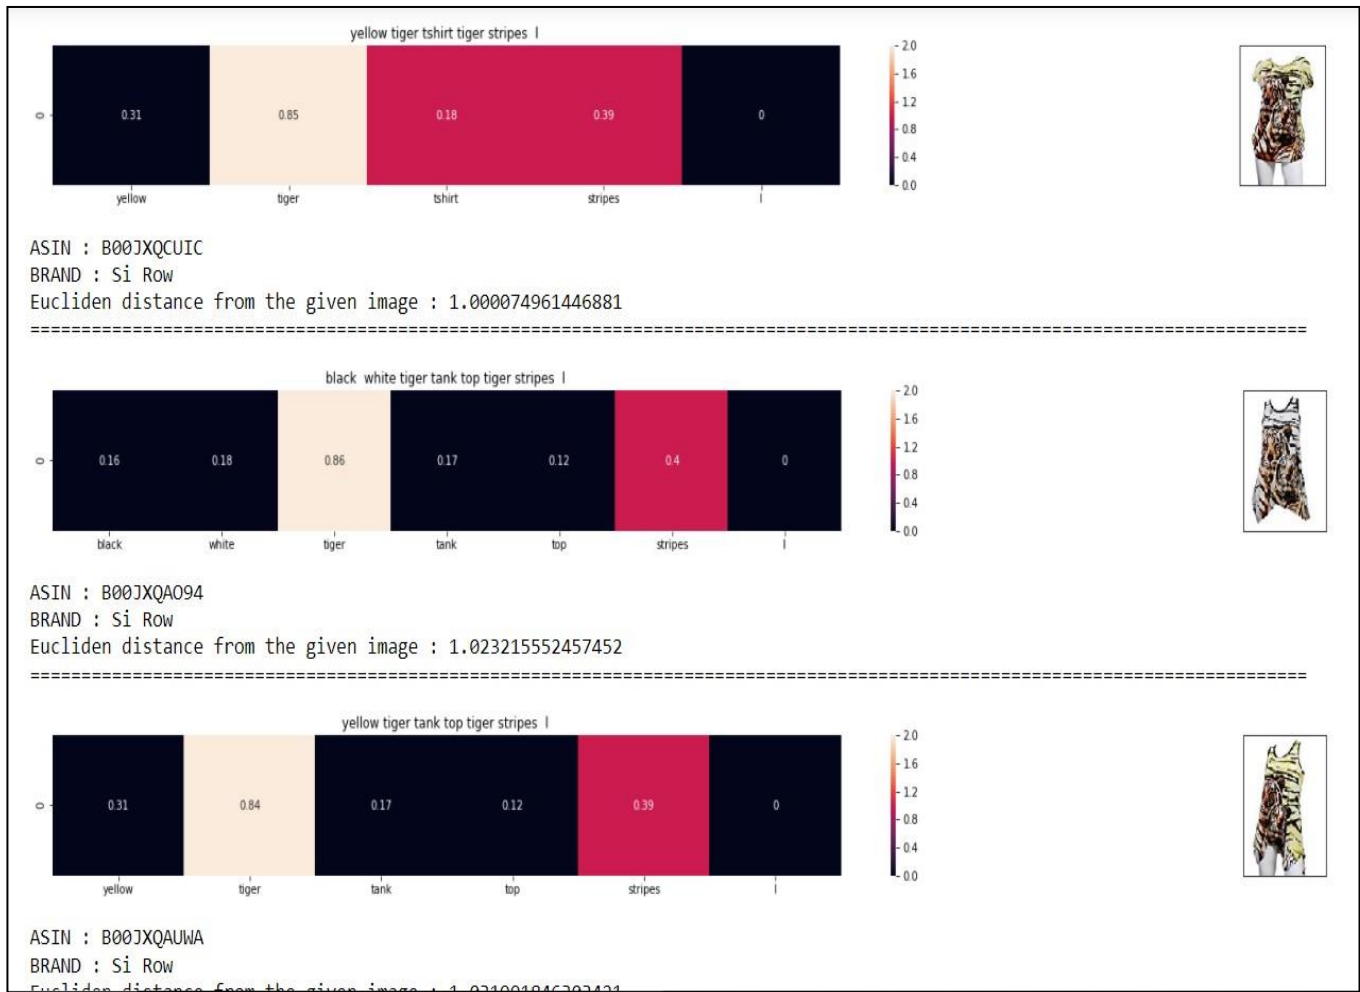 yellow tiger tshirt tiger stripes l
2.0
1.6
1.2
0.8
0.4
0.0
0
0.31 0.85 0.18 0.39 0
yellow tiger tshirt stripes l
ASIN : B00JXQCUIC
BRAND : Si Row
Eucliden distance from the given image : 1.000074961446881
=============================================================================================================================
black white tiger tank top tiger stripes l
2.0
1.6
1.2
0.8
0.4
0.0
0
0.16 0.18 0.86 0.17 0.12 0.4 0
black white tiger tank top stripes l
ASIN : B00JXQAO94
BRAND : Si Row
Eucliden distance from the given image : 1.023215552457452
=============================================================================================================================
yellow tiger tank top tiger stripes l
2.0
1.6
1.2
0.8
0.4
0.0
0
0.31 0.84 0.17 0.12 0.39 0
yellow tiger tank top stripes l
ASIN : B00JXQAUWA
BRAND : Si Row
Eucliden distance from the given image :